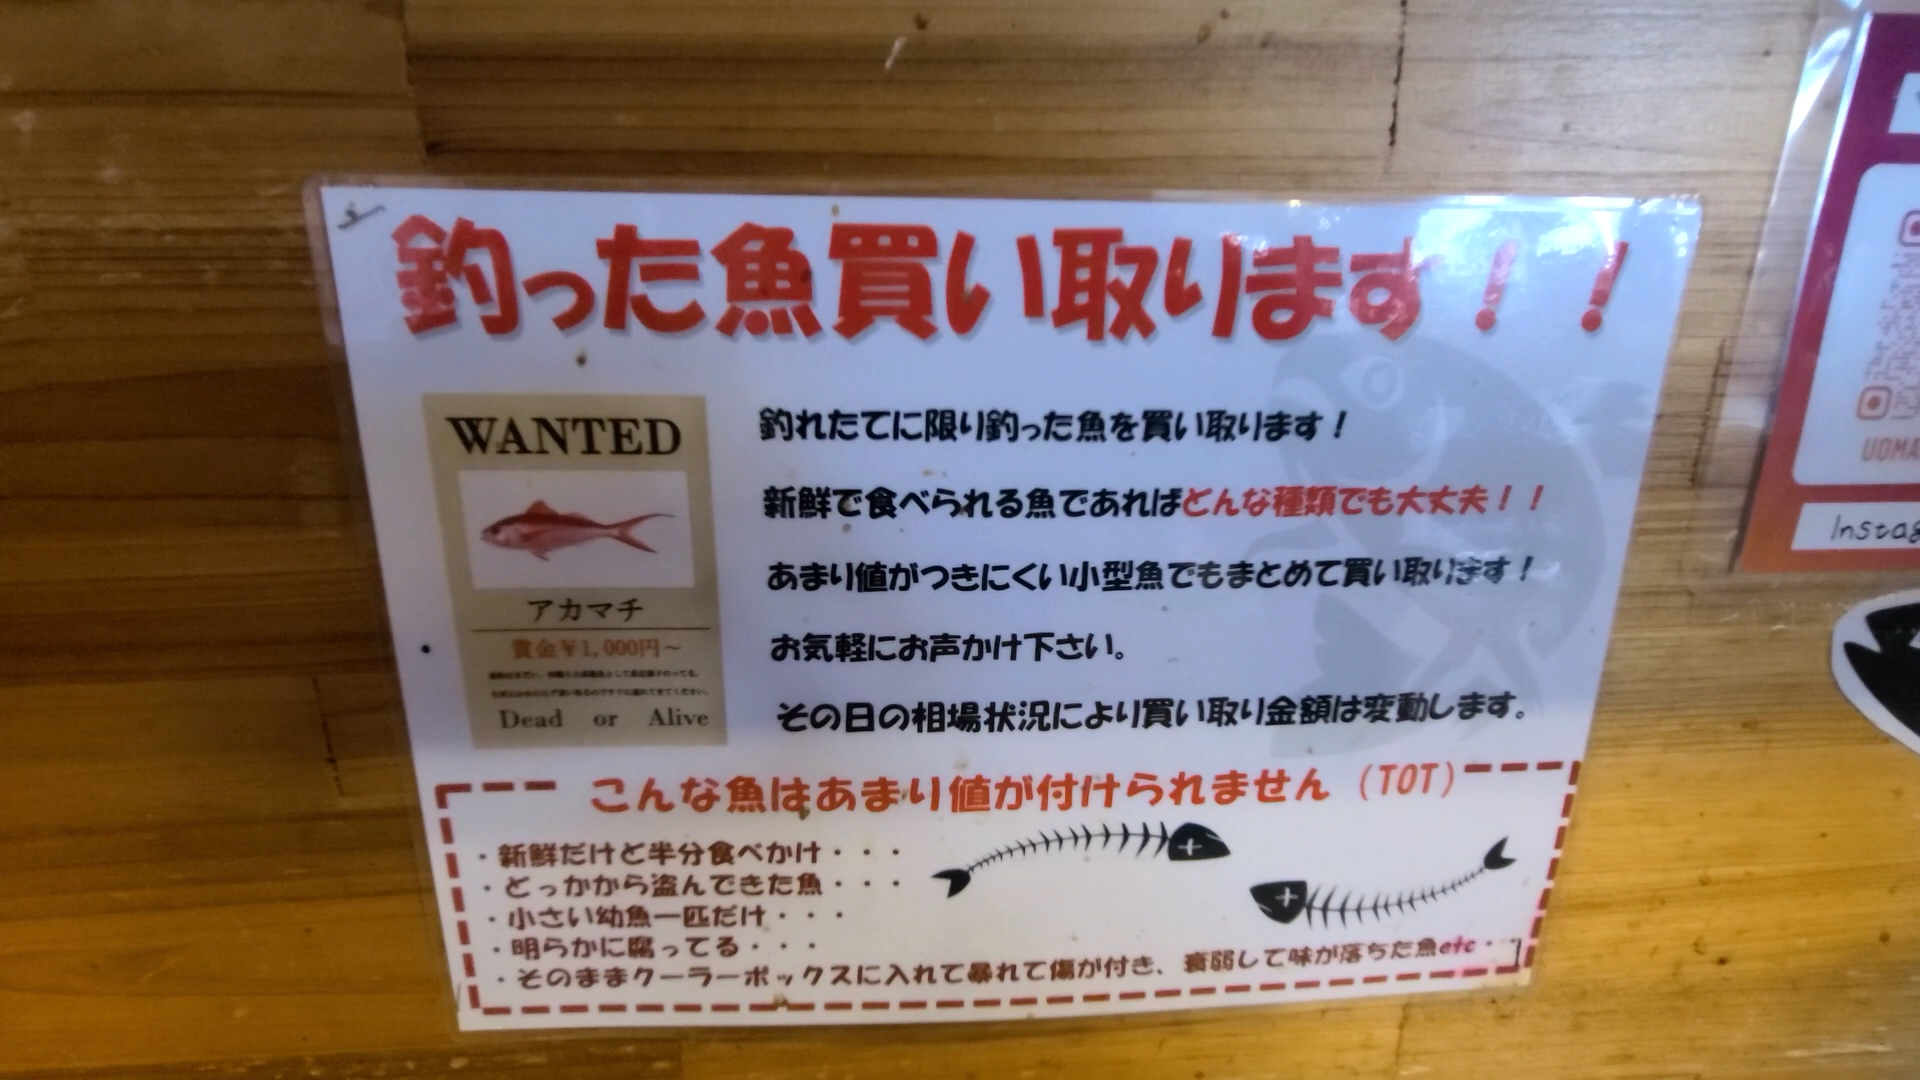 釣った魚買い取ります！！
WANTED
アカマチ
賞金￥1,000円～
Dead or Alive
釣れたてに限り釣った魚を買い取ります！
新鮮で食べられる魚であればどんな種類でも大丈夫！！
あまり値がつきにくい小型魚でもまとめて買い取ります！
お気軽にお声かけ下さい。
その日の相場状況により買い取り金額は変動します。
こんな魚はあまり値が付けられません（TOT）
・新鮮だけど半分食べかけ・・・
・どっかから盗んできた魚・・・
・小さい幼魚一匹だけ・・・
・明らかに腐ってる・・・
・そのままクーラーボックスに入れて暴れて傷が付き、衰弱して味が落ちた魚etc・・
UOMA
Instag